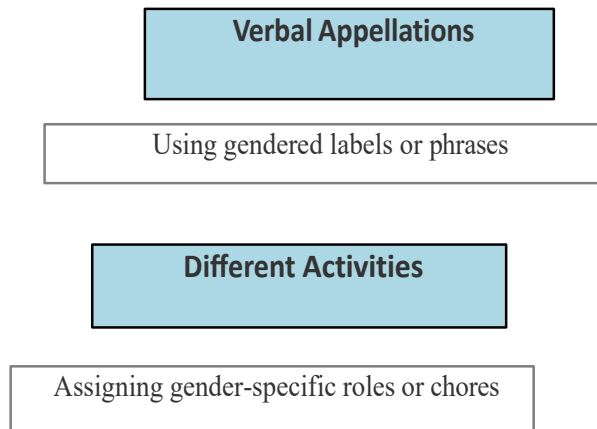 Verbal Appellations
Using gendered labels or phrases
Different Activities
Assigning gender-specific roles or chores